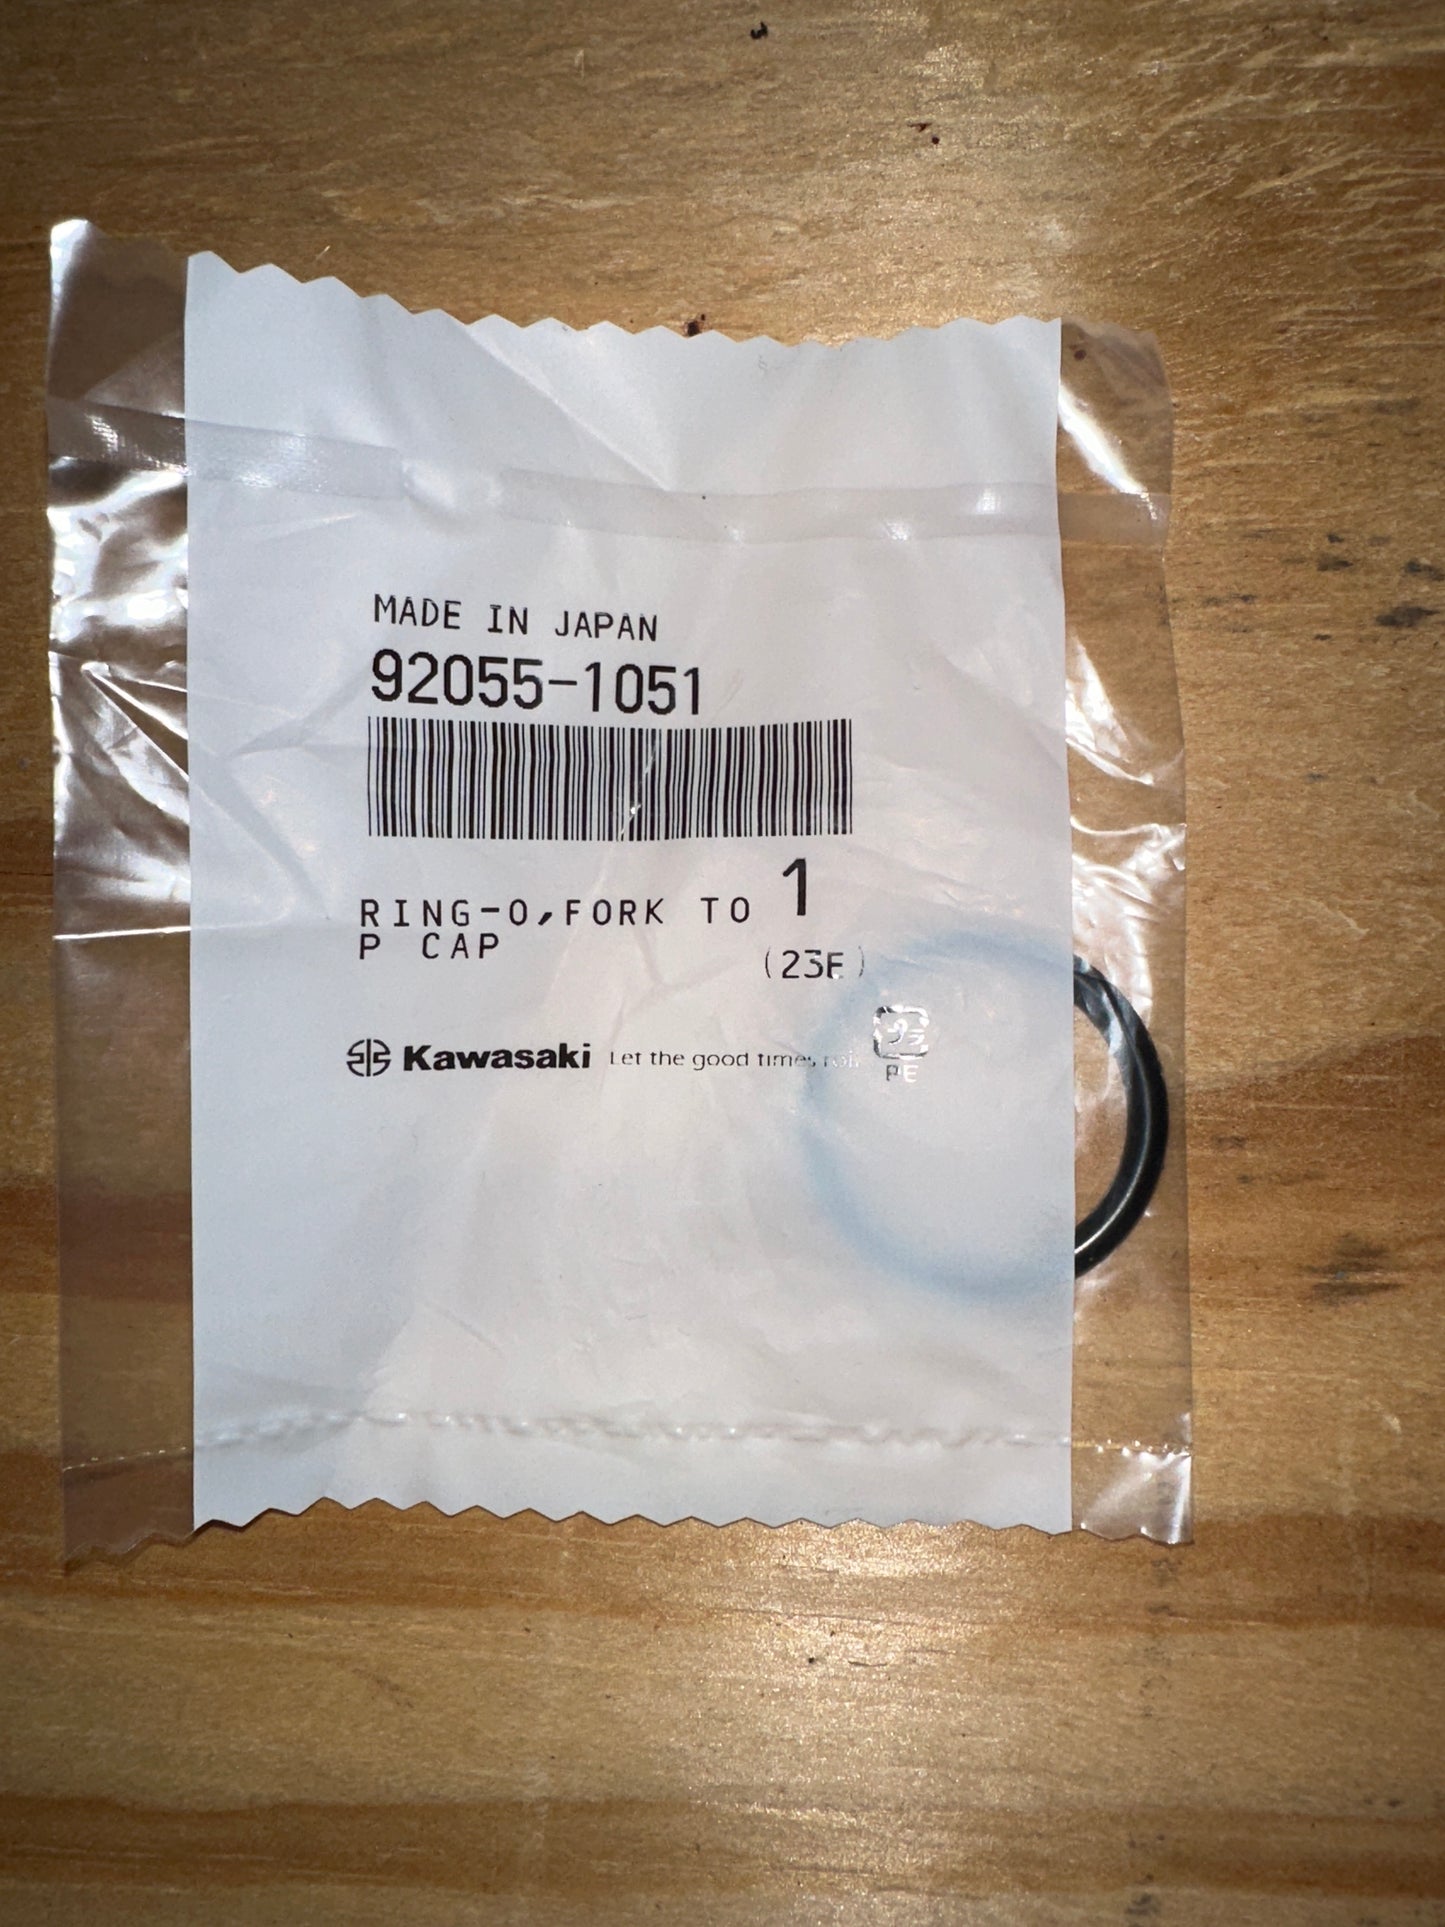 MADE IN JAPAN
92055-1051
1
RING-O,FORK TO
P CAP
(23E)
Kawasaki Let the good times roll
PE